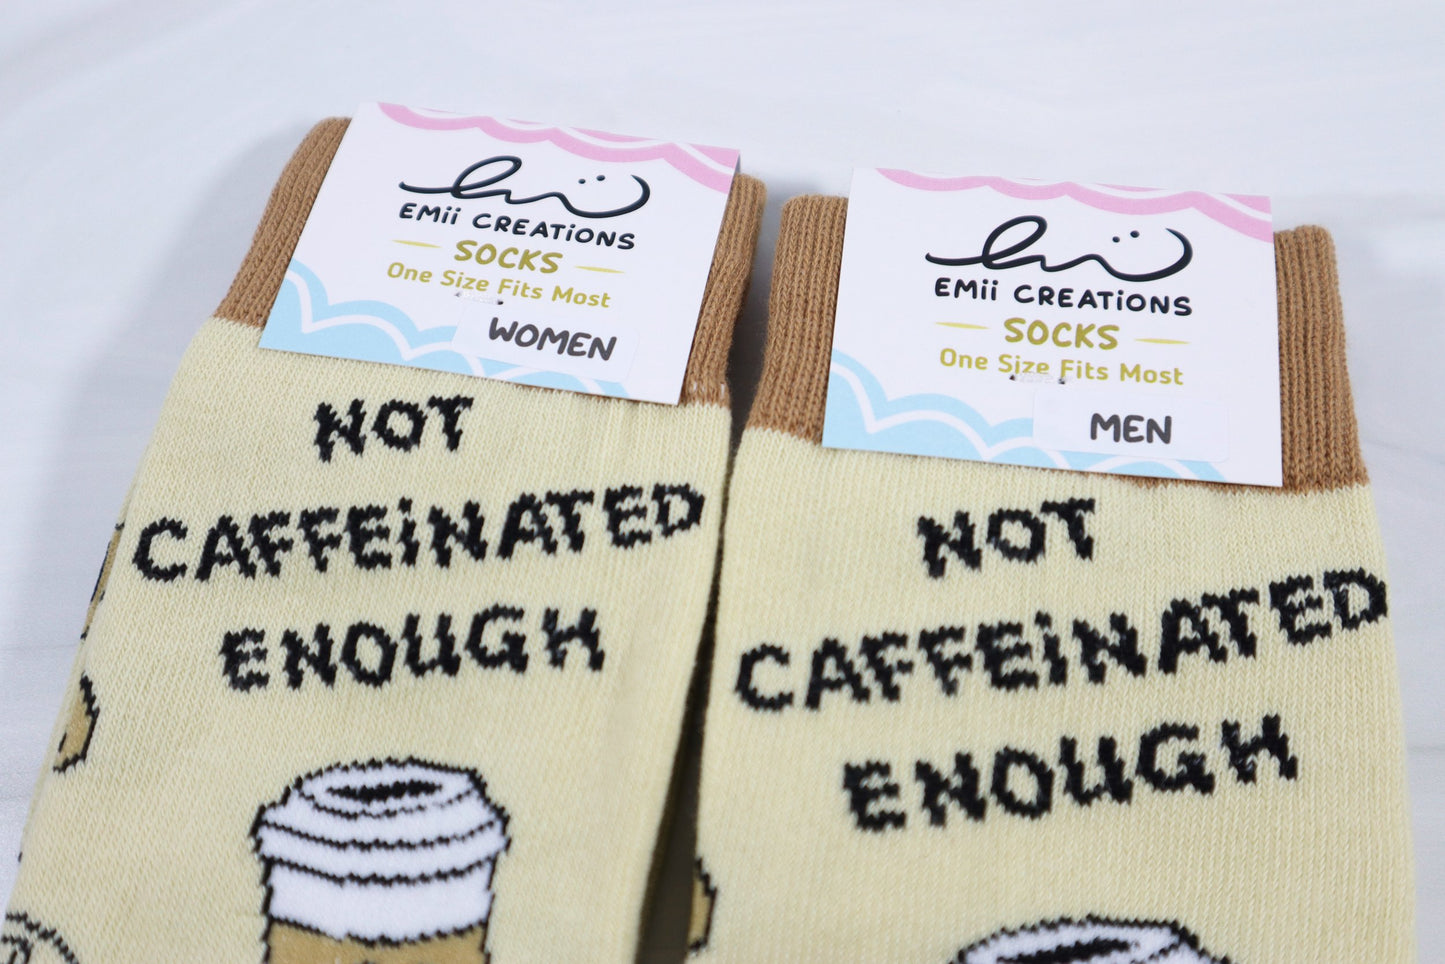 EMii CREATiONS
SOCKS
One Size Fits Most
WOMEN
NOT
CAFFEiNATED
ENOUGH
EMii CREATiONS
SOCKS
One Size Fits Most
MEN
NOT
CAFFEiNATED
ENOUGH